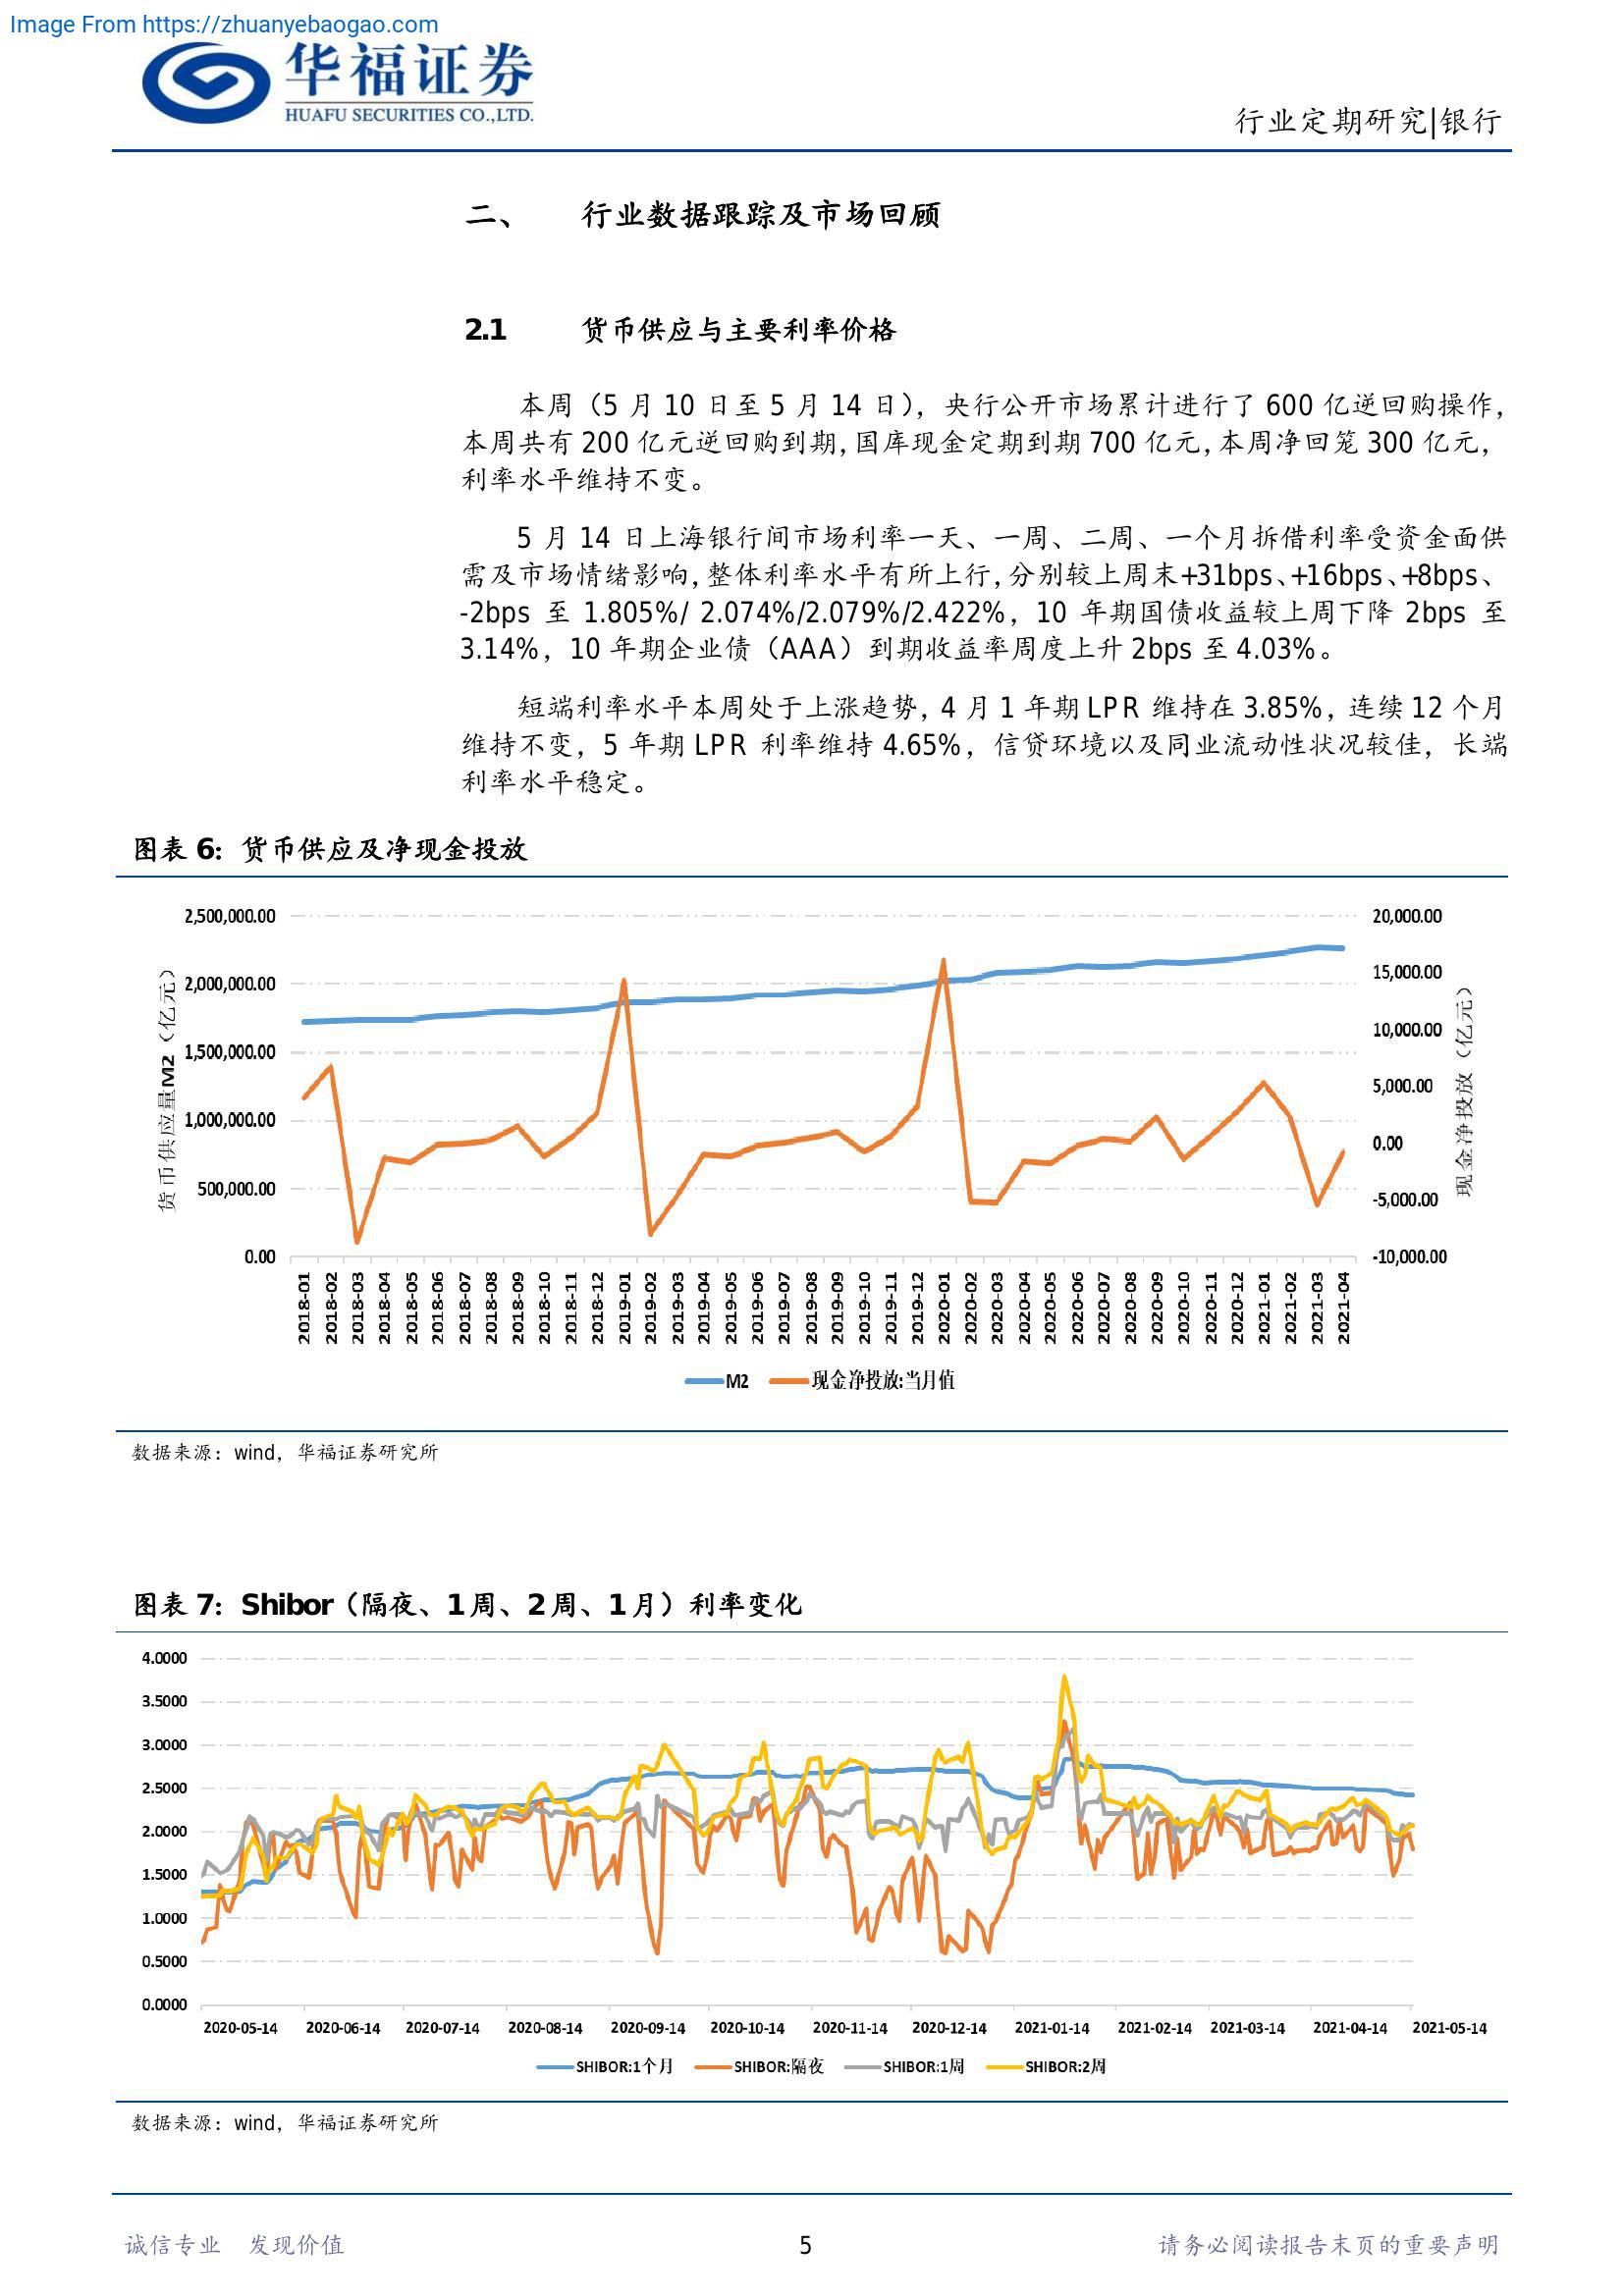 Image From https://zhuanyebaogao.com
华福证券
HUAFU SECURITIES CO.,LTD.
行业定期研究|银行
二、 行业数据跟踪及市场回顾
2.1 货币供应与主要利率价格
本周（5 月 10 日至 5 月 14 日），央行公开市场累计进行了 600 亿逆回购操作，
本周共有 200 亿元逆回购到期，国库现金定期到期 700 亿元，本周净回笼 300 亿元，
利率水平维持不变。
5 月 14 日上海银行间市场利率一天、一周、二周、一个月拆借利率受资金面供
需及市场情绪影响，整体利率水平有所上行，分别较上周末+31bps、+16bps、+8bps、
-2bps 至 1.805%/ 2.074%/2.079%/2.422%，10 年期国债收益较上周下降 2bps 至
3.14%，10 年期企业债（AAA）到期收益率周度上升 2bps 至 4.03%。
短端利率水平本周处于上涨趋势，4 月 1 年期 LPR 维持在 3.85%，连续 12 个月
维持不变，5 年期 LPR 利率维持 4.65%，信贷环境以及同业流动性状况较佳，长端
利率水平稳定。
图表 6：货币供应及净现金投放
货币供应量M2（亿元）
2,500,000.00
2,000,000.00
1,500,000.00
1,000,000.00
500,000.00
0.00
20,000.00
15,000.00
10,000.00
5,000.00
0.00
-5,000.00
-10,000.00
现金净投放（亿元）
2018-01
2018-02
2018-03
2018-04
2018-05
2018-06
2018-07
2018-08
2018-09
2018-10
2018-11
2018-12
2019-01
2019-02
2019-03
2019-04
2019-05
2019-06
2019-07
2019-08
2019-09
2019-10
2019-11
2019-12
2020-01
2020-02
2020-03
2020-04
2020-05
2020-06
2020-07
2020-08
2020-09
2020-10
2020-11
2020-12
2021-01
2021-02
2021-03
2021-04
M2 现金净投放:当月值
数据来源：wind，华福证券研究所
图表 7：Shibor（隔夜、1 周、2 周、1 月）利率变化
4.0000
3.5000
3.0000
2.5000
2.0000
1.5000
1.0000
0.5000
0.0000
2020-05-14 2020-06-14 2020-07-14 2020-08-14 2020-09-14 2020-10-14 2020-11-14 2020-12-14 2021-01-14 2021-02-14 2021-03-14 2021-04-14 2021-05-14
SHIBOR:1个月 SHIBOR:隔夜 SHIBOR:1周 SHIBOR:2周
数据来源：wind，华福证券研究所
诚信专业 发现价值 5 请务必阅读报告末页的重要声明